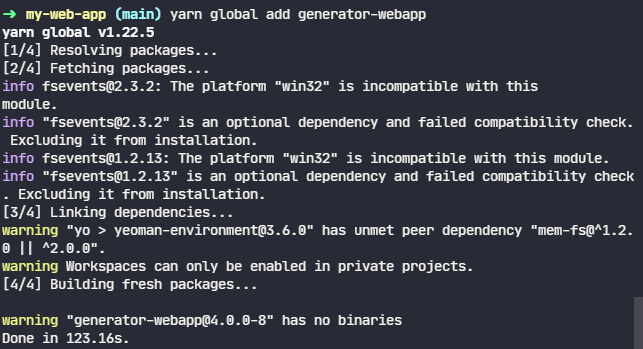 ➜ my-web-app (main) yarn global add generator-webapp
yarn global v1.22.5
[1/4] Resolving packages...
[2/4] Fetching packages...
info fsevents@2.3.2: The platform "win32" is incompatible with this
module.
info "fsevents@2.3.2" is an optional dependency and failed compatibility check.
 Excluding it from installation.
info fsevents@1.2.13: The platform "win32" is incompatible with this module.
info "fsevents@1.2.13" is an optional dependency and failed compatibility check
. Excluding it from installation.
[3/4] Linking dependencies...
warning "yo > yeoman-environment@3.6.0" has unmet peer dependency "mem-fs@^1.2.
0 || ^2.0.0".
warning Workspaces can only be enabled in private projects.
[4/4] Building fresh packages...
warning "generator-webapp@4.0.0-8" has no binaries
Done in 123.16s.